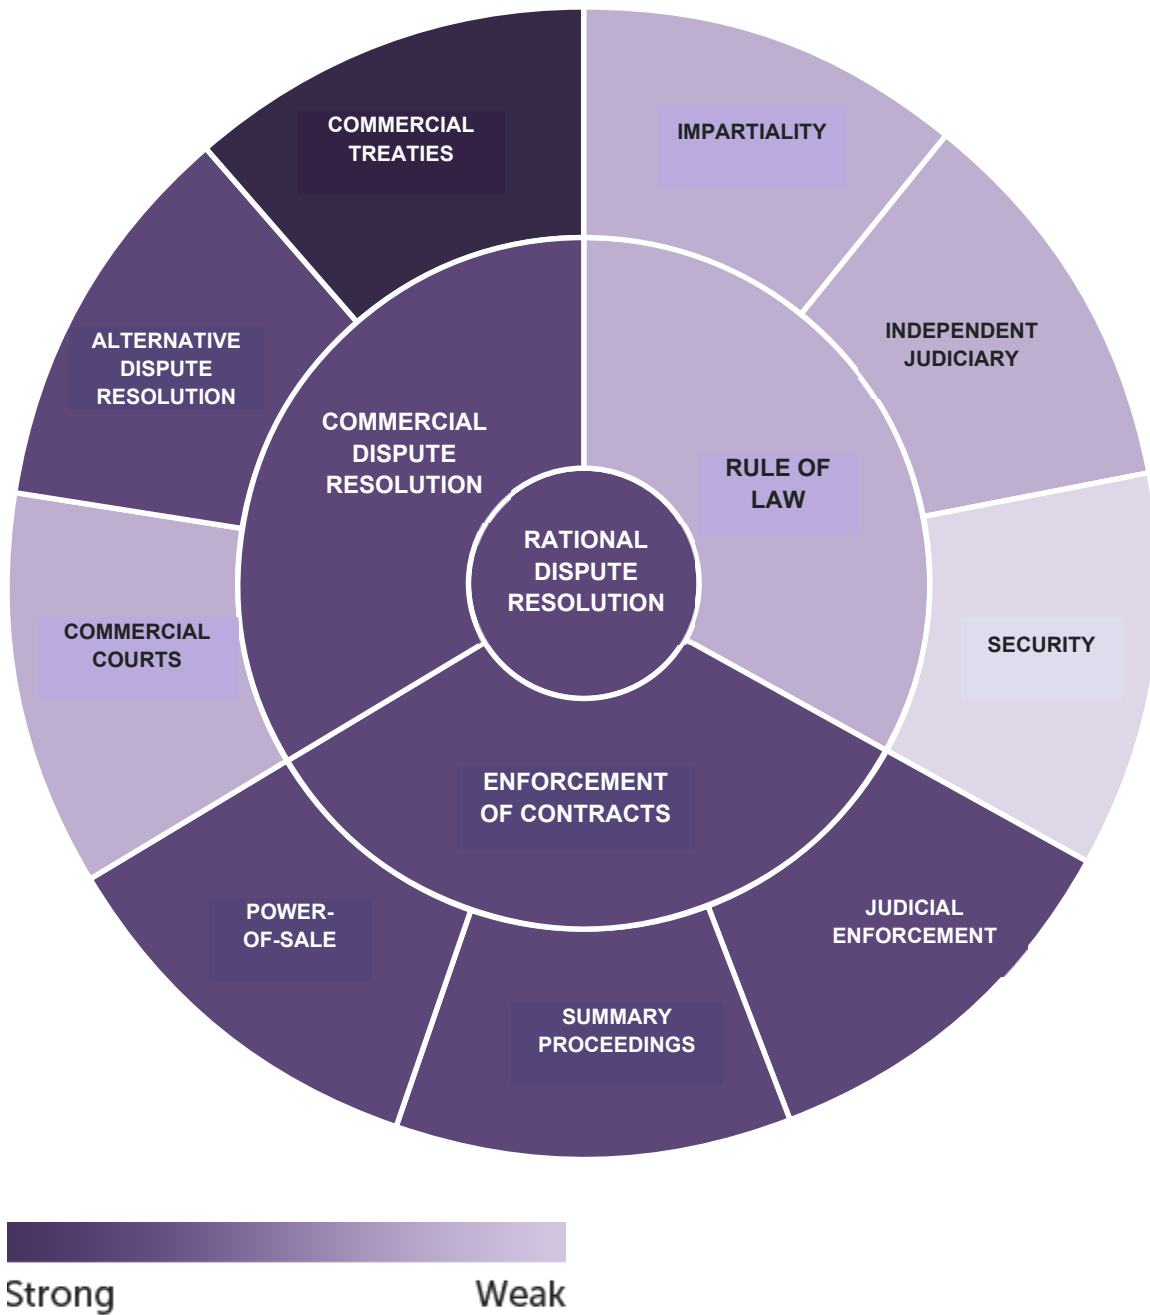 COMMERCIAL
TREATIES
IMPARTIALITY
ALTERNATIVE
DISPUTE
RESOLUTION
INDEPENDENT
JUDICIARY
COMMERCIAL
DISPUTE
RESOLUTION
RULE OF
LAW
RATIONAL
DISPUTE
RESOLUTION
COMMERCIAL
COURTS
SECURITY
ENFORCEMENT
OF CONTRACTS
POWER-
OF-SALE
JUDICIAL
ENFORCEMENT
SUMMARY
PROCEEDINGS
Strong
Weak